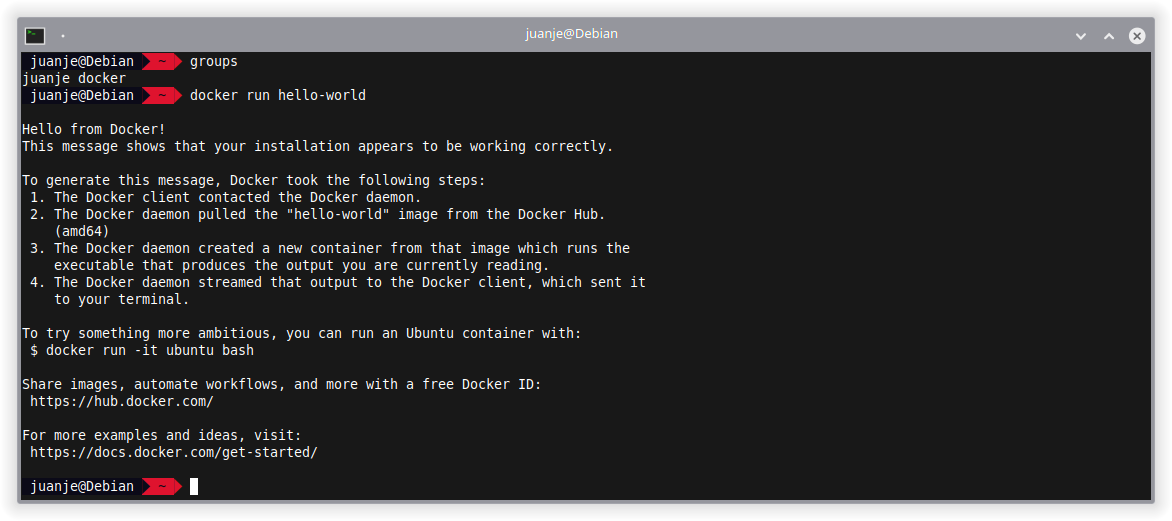 juanje@Debian
juanje@Debian ~ groups
juanje docker
juanje@Debian ~ docker run hello-world
Hello from Docker!
This message shows that your installation appears to be working correctly.
To generate this message, Docker took the following steps:
1. The Docker client contacted the Docker daemon.
2. The Docker daemon pulled the "hello-world" image from the Docker Hub.
(amd64)
3. The Docker daemon created a new container from that image which runs the
executable that produces the output you are currently reading.
4. The Docker daemon streamed that output to the Docker client, which sent it
to your terminal.
To try something more ambitious, you can run an Ubuntu container with:
$ docker run -it ubuntu bash
Share images, automate workflows, and more with a free Docker ID:
https://hub.docker.com/
For more examples and ideas, visit:
https://docs.docker.com/get-started/
juanje@Debian ~